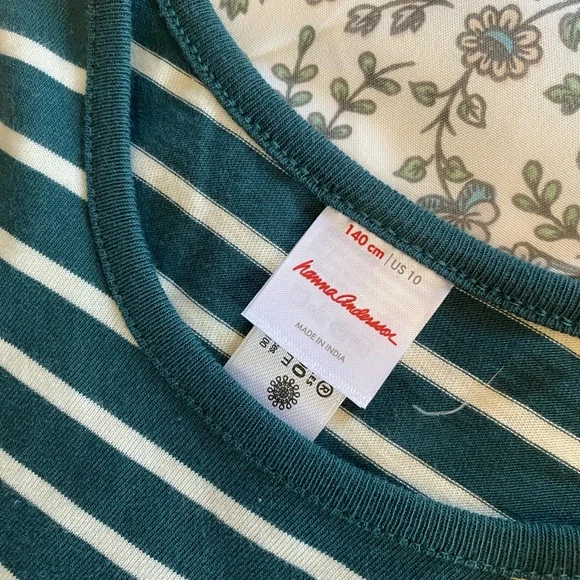 140 cm | US 10
hanna andersson
MADE IN INDIA